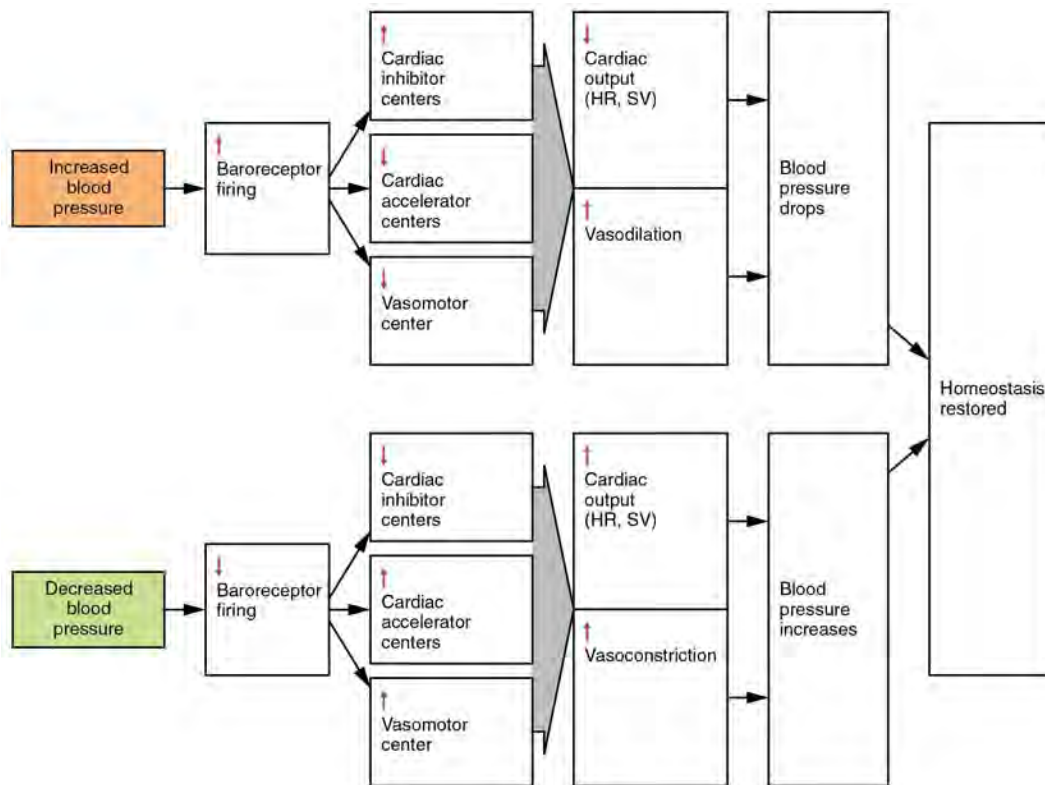 Increased
blood
pressure
↑
Baroreceptor
firing
↑
Cardiac
inhibitor
centers
↓
Cardiac
accelerator
centers
↓
Vasomotor
center
↓
Cardiac
output
(HR, SV)
↑
Vasodilation
Blood
pressure
drops
Homeostasis
restored
Decreased
blood
pressure
↓
Baroreceptor
firing
↓
Cardiac
inhibitor
centers
↑
Cardiac
accelerator
centers
↑
Vasomotor
center
↑
Cardiac
output
(HR, SV)
↑
Vasoconstriction
Blood
pressure
increases